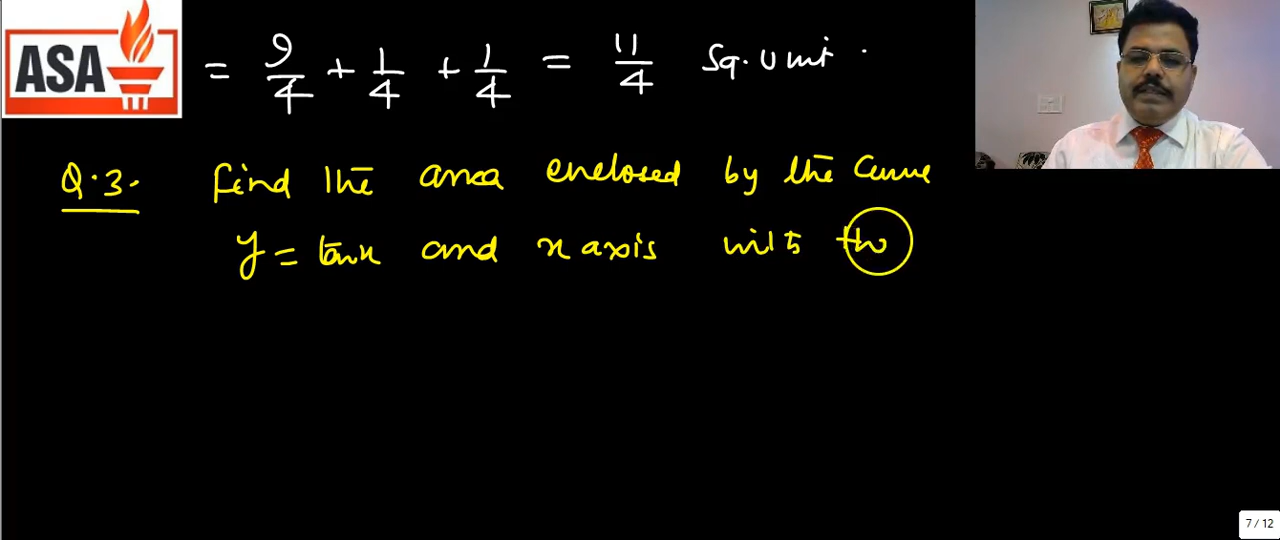 ASA
= 9/4 + 1/4 + 1/4 = 11/4 Sq. unit.
Q.3. Find the area enclosed by the curve
y = tanx and x axis with the
7 / 12